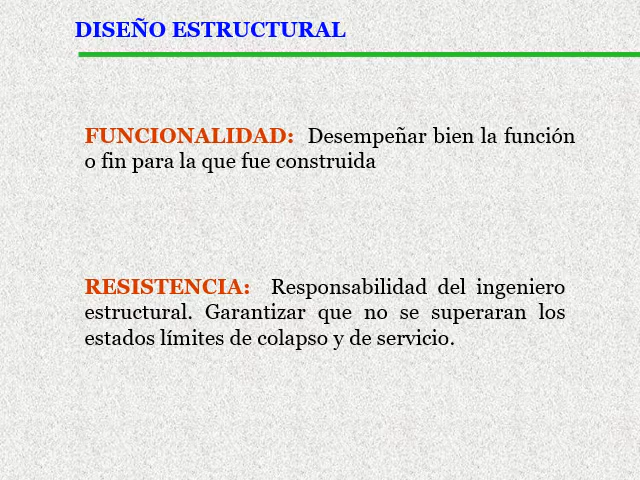 DISEÑO ESTRUCTURAL
FUNCIONALIDAD: Desempeñar bien la función
o fin para la que fue construida
RESISTENCIA: Responsabilidad del ingeniero
estructural. Garantizar que no se superaran los
estados límites de colapso y de servicio.